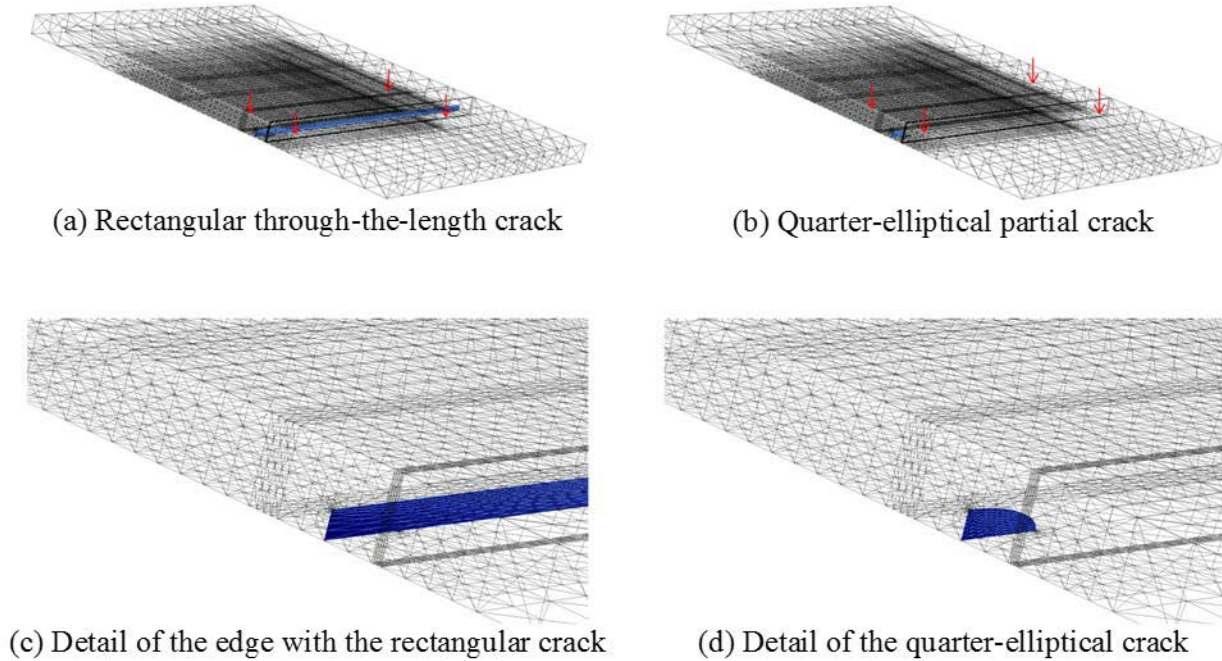 (a) Rectangular through-the-length crack
(b) Quarter-elliptical partial crack
(c) Detail of the edge with the rectangular crack
(d) Detail of the quarter-elliptical crack